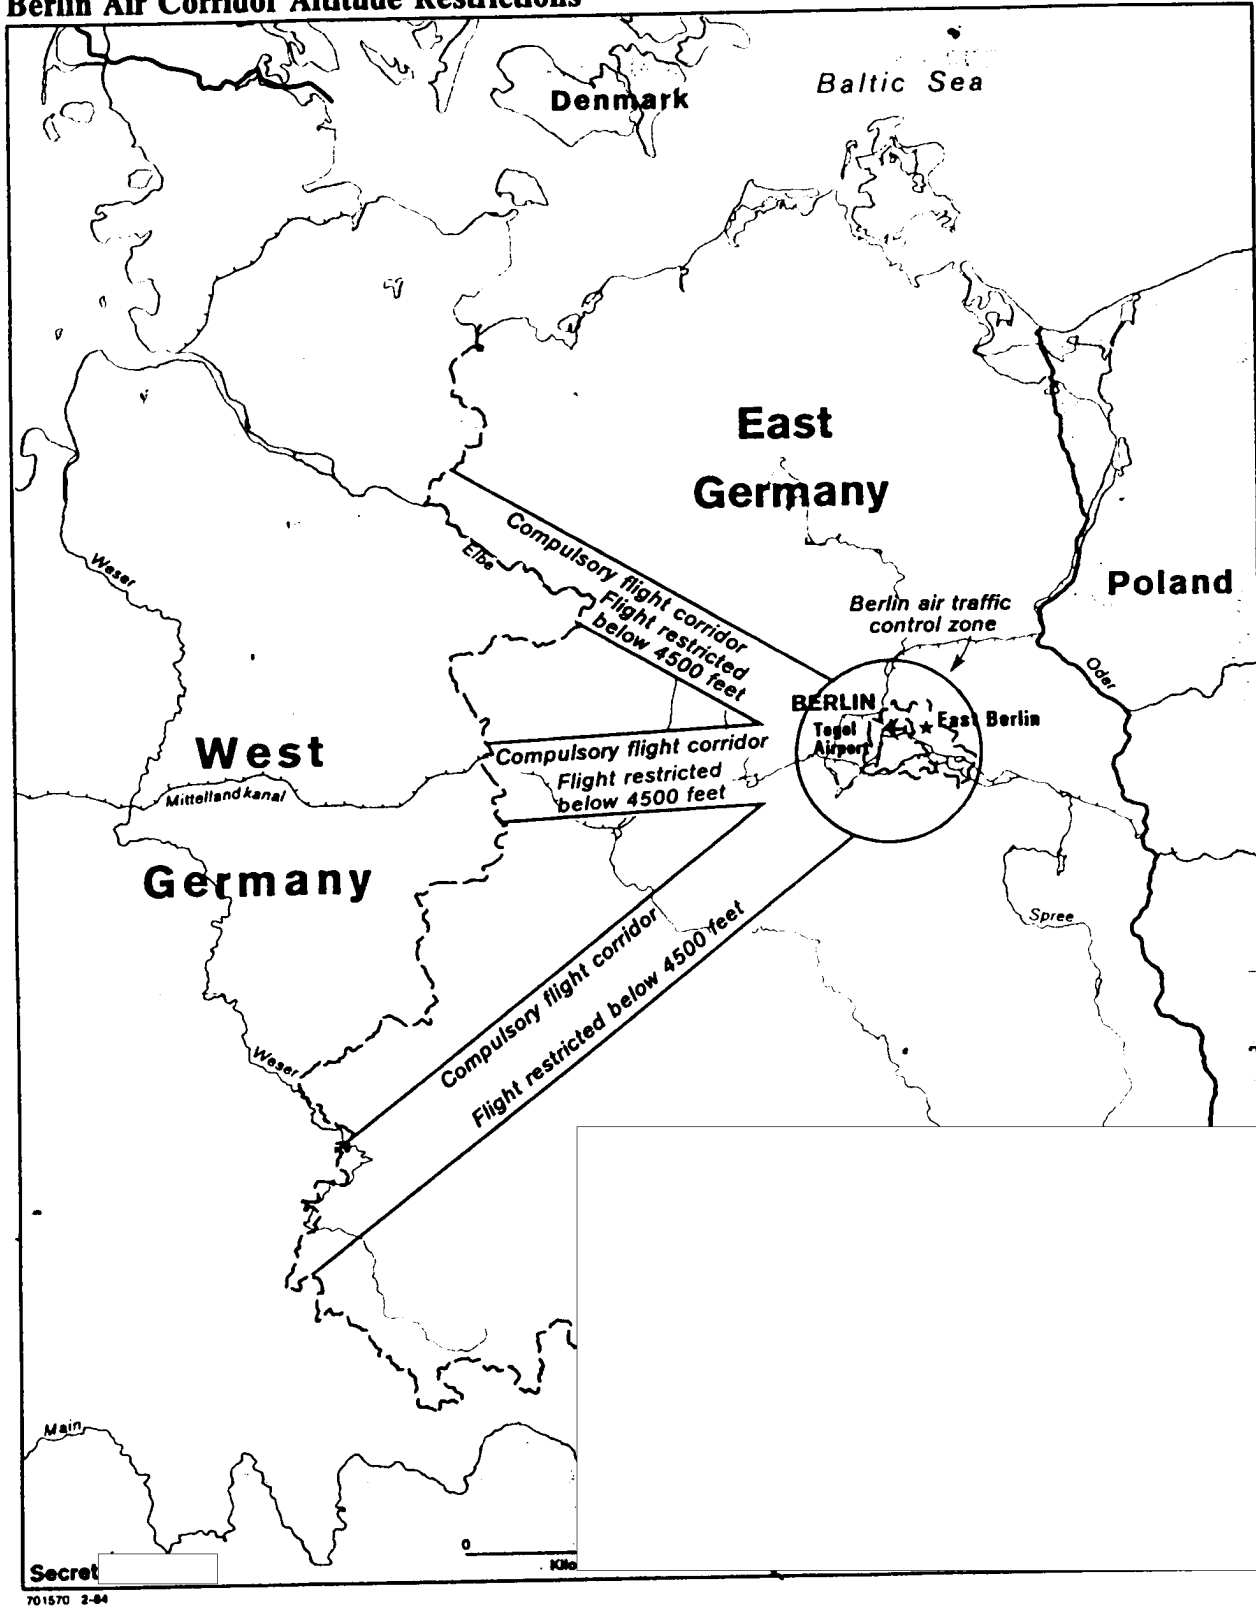 Berlin Air Corridor Altitude Restrictions
Denmark
Baltic Sea
East
Germany
Compulsory flight corridor
Flight restricted
below 4500 feet
Elbe
Weser
Poland
Berlin air traffic
control zone
Oder
BERLIN
East Berlin
Tegel
Airport
West
Germany
Compulsory flight corridor
Flight restricted
below 4500 feet
Mittellandkanal
Spree
Compulsory flight corridor
Flight restricted below 4500 feet
Weser
Main
0
Kilo
Secret
701570 2-84